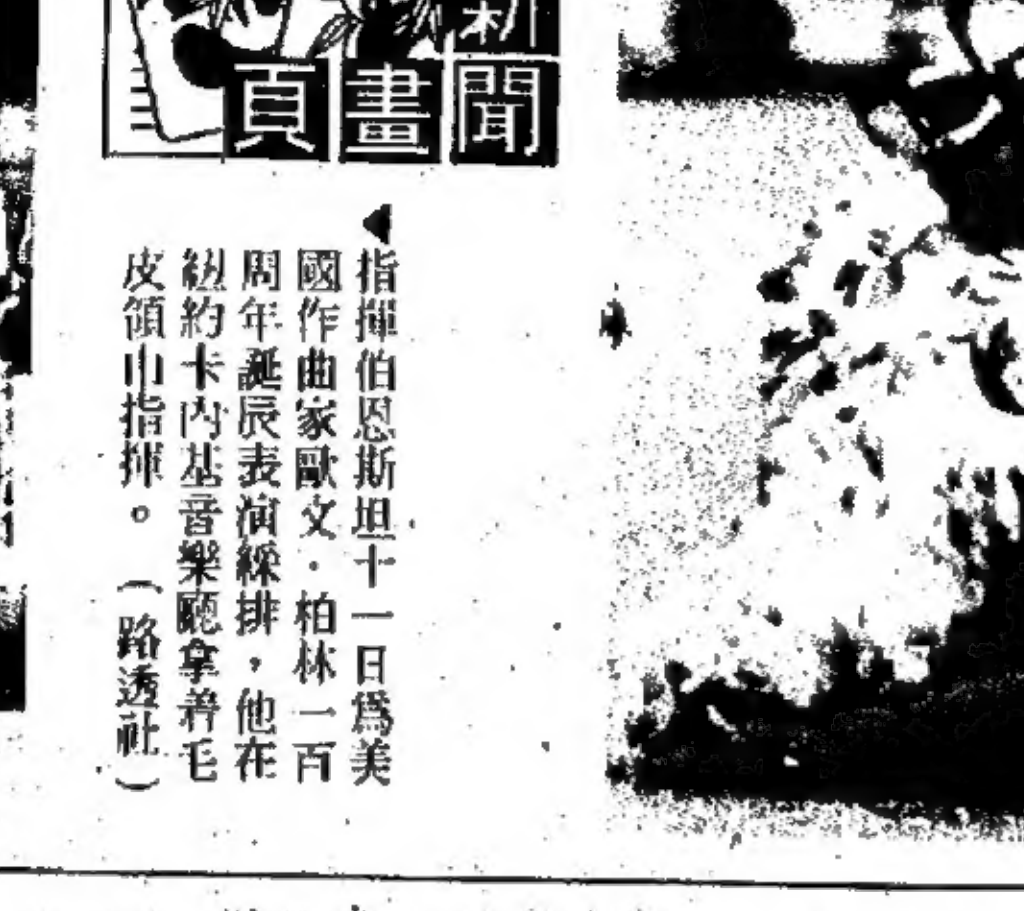 新聞
畫
頁
指揮伯恩斯坦十一日爲美
國作曲家歐文·柏林一百
周年誕辰表演綵排，他在
紐約卡內基音樂廳拿着毛
皮領巾指揮。（路透社）